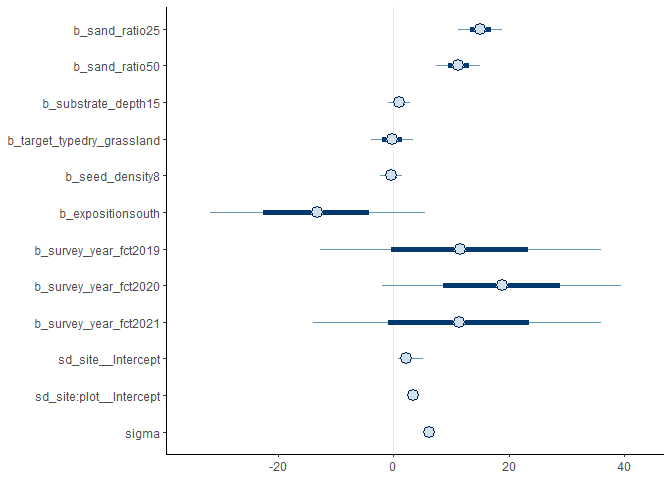 b_sand_ratio25
b_sand_ratio50
b_substrate_depth15
b_target_typedry_grassland
b_seed_density8
b_expositionsouth
b_survey_year_fct2019
b_survey_year_fct2020
b_survey_year_fct2021
sd_site__Intercept
sd_site:plot__Intercept
sigma
-20 0 20 40